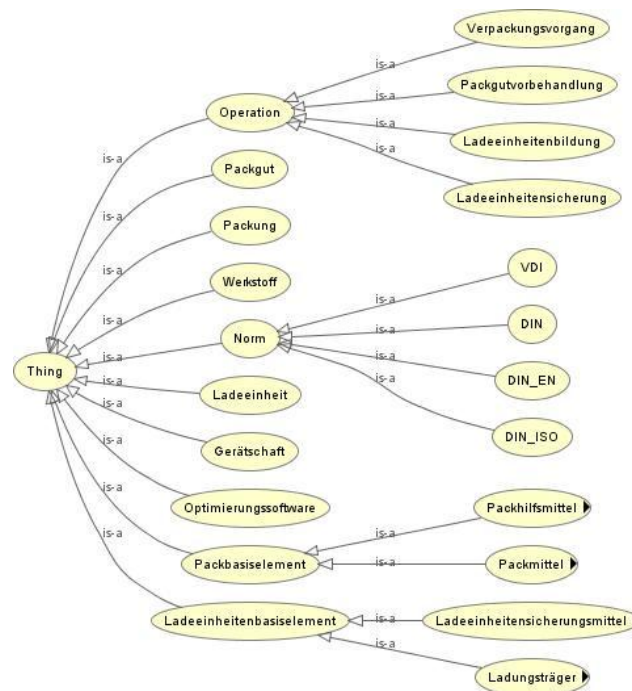 Verpackungsvorgang
is-a
Packgutvorbehandlung
is-a
Operation
is-a
Ladeeinheitenbildung
is-a
is-a
Ladeeinheitensicherung
Packgut
is-a
Packung
is-a
VDI
is-a
Werkstoff
is-a
is-a
DIN
is-a
Norm
is-a
Thing
is-a
DIN_EN
is-a
Ladeeinheit
is-a
DIN_ISO
is-a
Gerätschaft
is-a
Optimierungssoftware
Packhilfsmittel
is-a
is-a
Packbasiselement
is-a
Packmittel
is-a
Ladeeinheitenbasiselement
is-a
Ladeeinheitensicherungsmittel
is-a
Ladungsträger